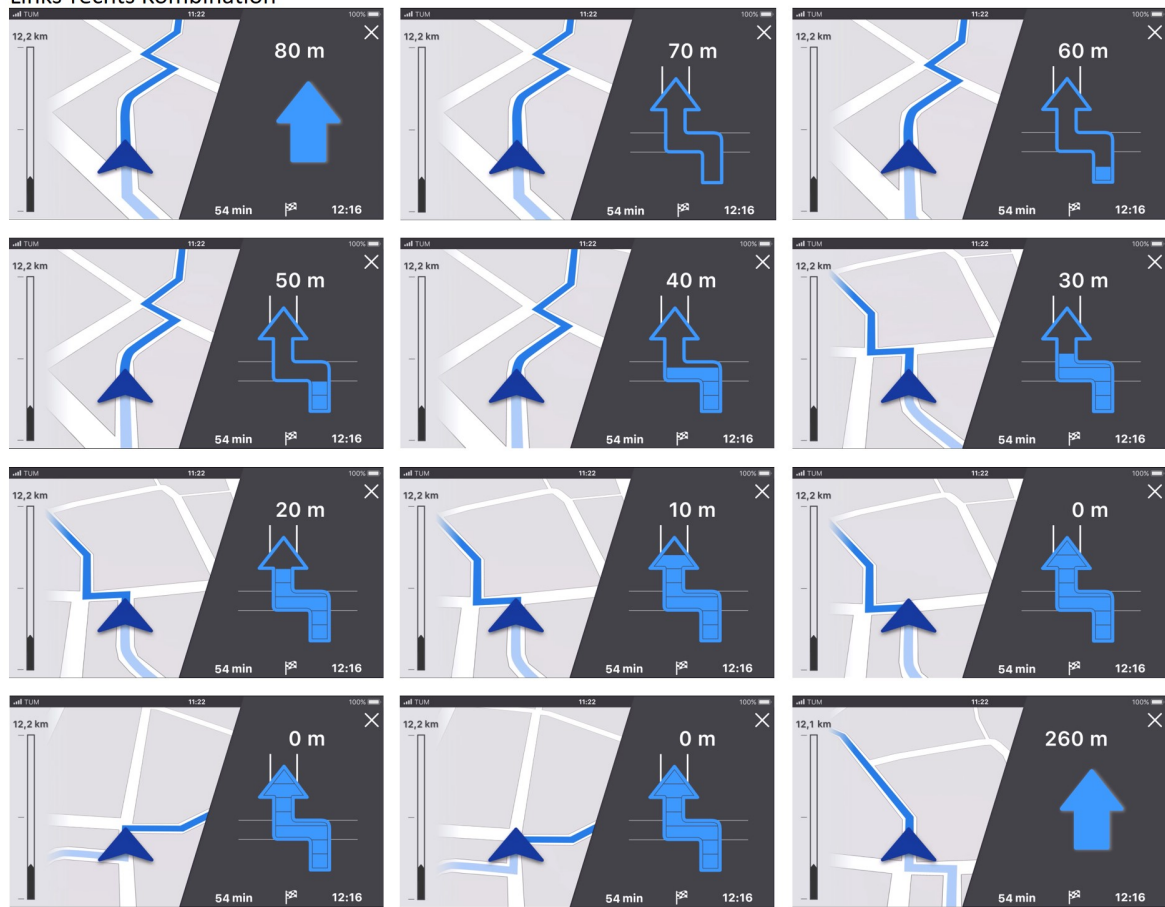 Links-rechts Kombination
TUM 11:22 100%
12,2 km
80 m
54 min 12:16
TUM 11:22 100%
12,2 km
70 m
54 min 12:16
TUM 11:22 100%
12,2 km
60 m
54 min 12:16
TUM 11:22 100%
12,2 km
50 m
54 min 12:16
TUM 11:22 100%
12,2 km
40 m
54 min 12:16
TUM 11:22 100%
12,2 km
30 m
54 min 12:16
TUM 11:22 100%
12,2 km
20 m
54 min 12:16
TUM 11:22 100%
12,2 km
10 m
54 min 12:16
TUM 11:22 100%
12,2 km
0 m
54 min 12:16
TUM 11:22 100%
12,2 km
0 m
54 min 12:16
TUM 11:22 100%
12,2 km
0 m
54 min 12:16
TUM 11:22 100%
12,1 km
260 m
54 min 12:16